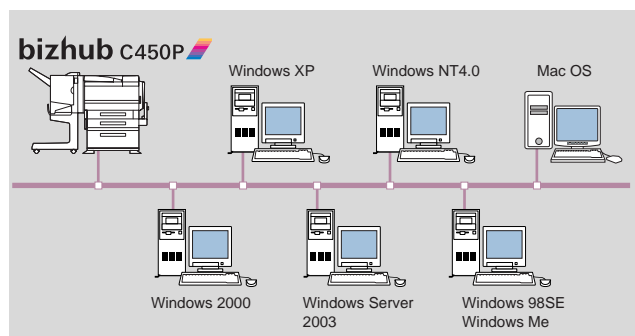 bizhub C450P
Windows XP
Windows NT4.0
Mac OS
Windows 2000
Windows Server
2003
Windows 98SE
Windows Me